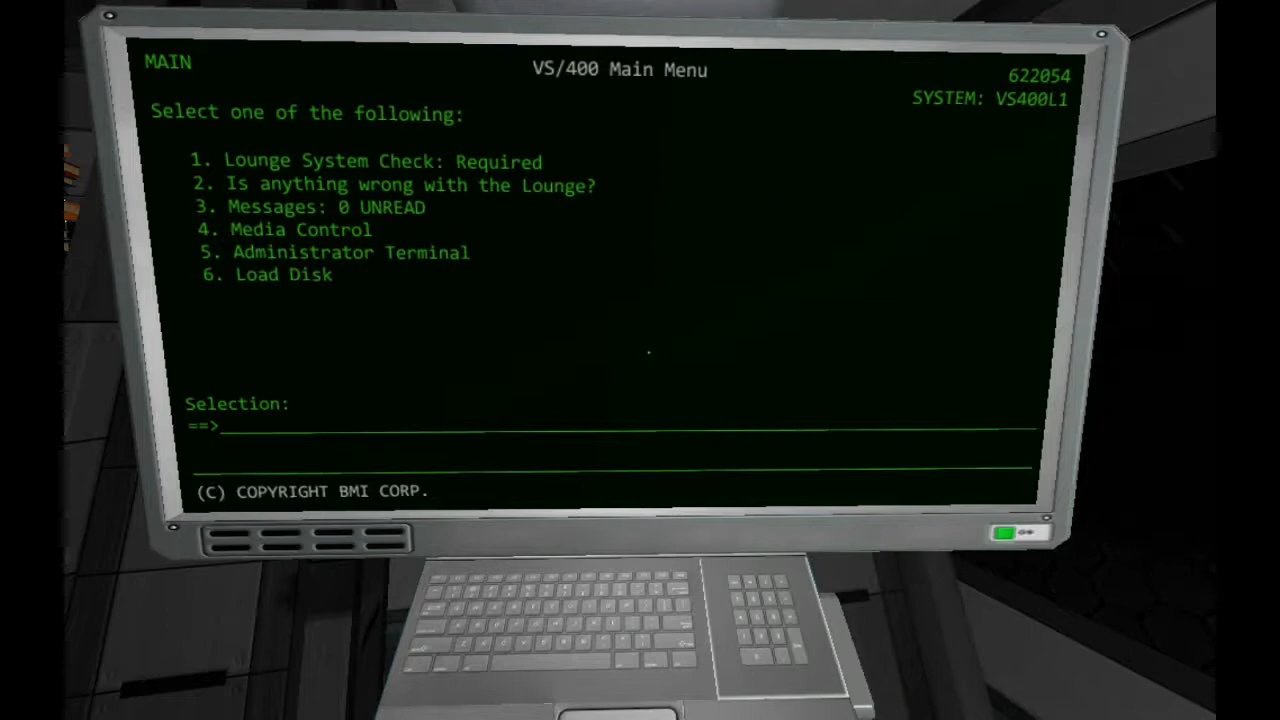 MAIN
VS/400 Main Menu
622054
SYSTEM: VS400L1
Select one of the following:
1. Lounge System Check: Required
2. Is anything wrong with the Lounge?
3. Messages: 0 UNREAD
4. Media Control
5. Administrator Terminal
6. Load Disk
Selection:
==>
(C) COPYRIGHT BMI CORP.